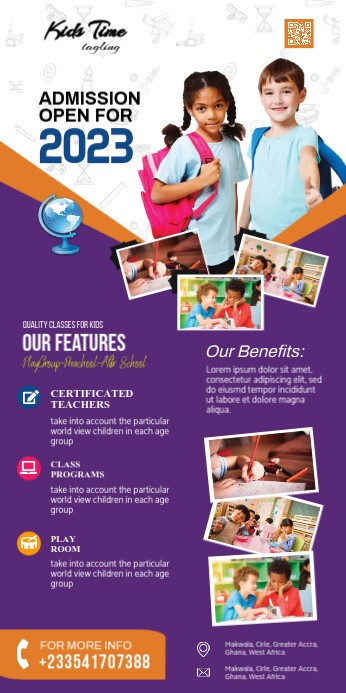 Kids Time
tagling
ADMISSION
OPEN FOR
2023
QUALITY CLASSES FOR KIDS
OUR FEATURES
PlayGroup-Preschool-Aftr School
CERTIFICATED
TEACHERS
take into account the particular
world view children in each age
group
CLASS
PROGRAMS
take into account the particular
world view children in each age
group
PLAY
ROOM
take into account the particular
world view children in each age
group
Our Benefits:
Lorem ipsum dolor sit amet,
consectetur adipiscing elit, sed
do eiusmod tempor incididunt
ut labore et dolore magna
aliqua.
FOR MORE INFO
+233541707388
Makwala, Cirle, Greater Accra,
Ghana, West Africa
Makwala, Cirle, Greater Accra,
Ghana, West Africa